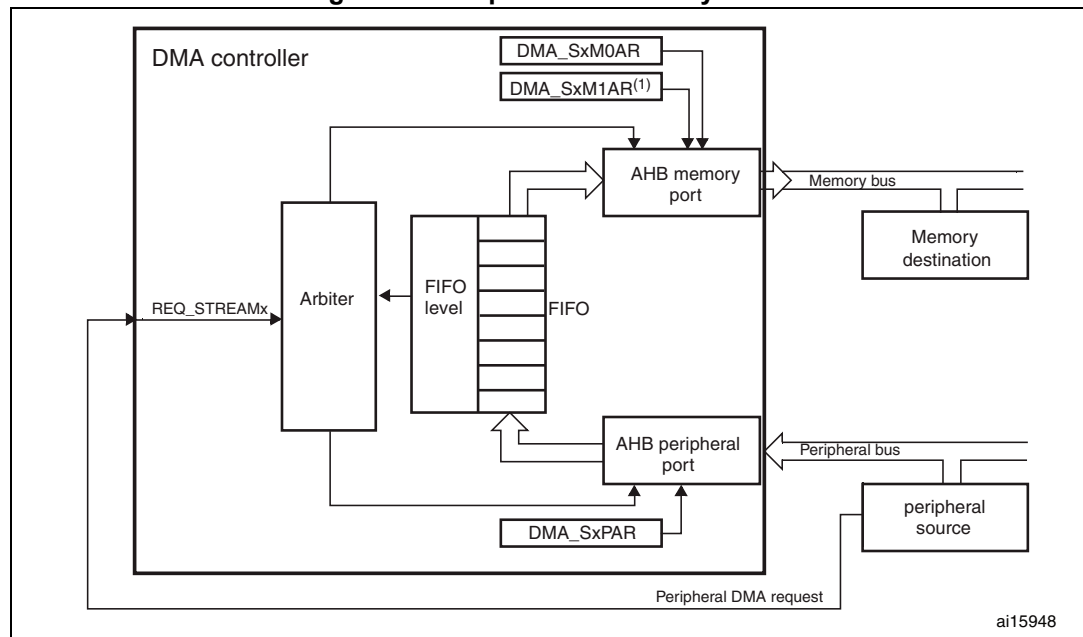 DMA controller
DMA_SxM0AR
DMA_SxM1AR(1)
AHB memory
port
Memory bus
Memory
destination
REQ_STREAMx
Arbiter
FIFO
level
FIFO
AHB peripheral
port
Peripheral bus
peripheral
source
DMA_SxPAR
Peripheral DMA request
ai15948